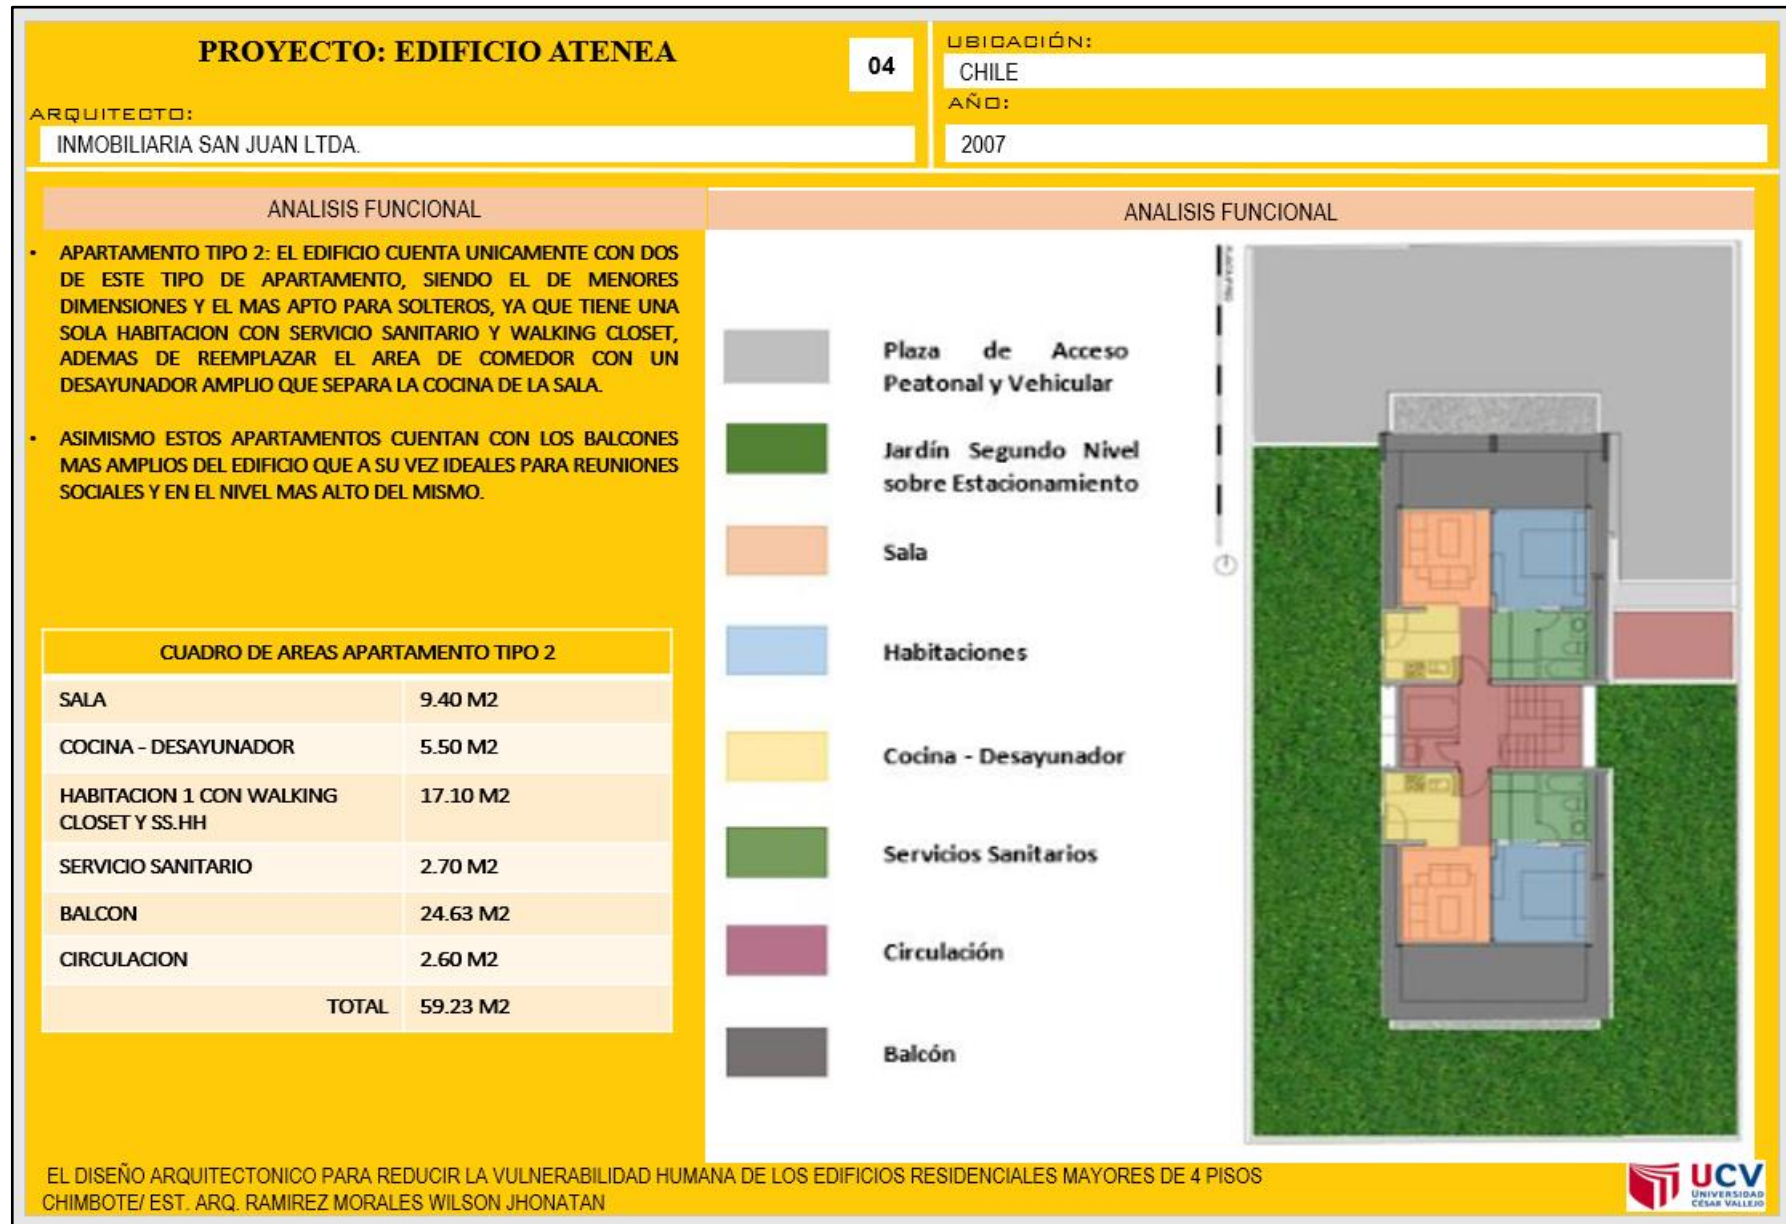 PROYECTO: EDIFICIO ATENEA
04
UBICACIÓN:
CHILE
AÑO:
2007
ARQUITECTO:
INMOBILIARIA SAN JUAN LTDA.
ANALISIS FUNCIONAL
• APARTAMENTO TIPO 2: EL EDIFICIO CUENTA UNICAMENTE CON DOS
DE ESTE TIPO DE APARTAMENTO, SIENDO EL DE MENORES
DIMENSIONES Y EL MAS APTO PARA SOLTEROS, YA QUE TIENE UNA
SOLA HABITACION CON SERVICIO SANITARIO Y WALKING CLOSET,
ADEMAS DE REEMPLAZAR EL AREA DE COMEDOR CON UN
DESAYUNADOR AMPLIO QUE SEPARA LA COCINA DE LA SALA.
• ASIMISMO ESTOS APARTAMENTOS CUENTAN CON LOS BALCONES
MAS AMPLIOS DEL EDIFICIO QUE A SU VEZ IDEALES PARA REUNIONES
SOCIALES Y EN EL NIVEL MAS ALTO DEL MISMO.
CUADRO DE AREAS APARTAMENTO TIPO 2
SALA 9.40 M2
COCINA - DESAYUNADOR 5.50 M2
HABITACION 1 CON WALKING 17.10 M2
CLOSET Y SS.HH
SERVICIO SANITARIO 2.70 M2
BALCON 24.63 M2
CIRCULACION 2.60 M2
TOTAL 59.23 M2
ANALISIS FUNCIONAL
Plaza de Acceso
Peatonal y Vehicular
Jardín Segundo Nivel
sobre Estacionamiento
Sala
Habitaciones
Cocina - Desayunador
Servicios Sanitarios
Circulación
Balcón
EL DISEÑO ARQUITECTONICO PARA REDUCIR LA VULNERABILIDAD HUMANA DE LOS EDIFICIOS RESIDENCIALES MAYORES DE 4 PISOS
CHIMBOTE/ EST. ARQ. RAMIREZ MORALES WILSON JHONATAN
UCV
UNIVERSIDAD
CÉSAR VALLEJO